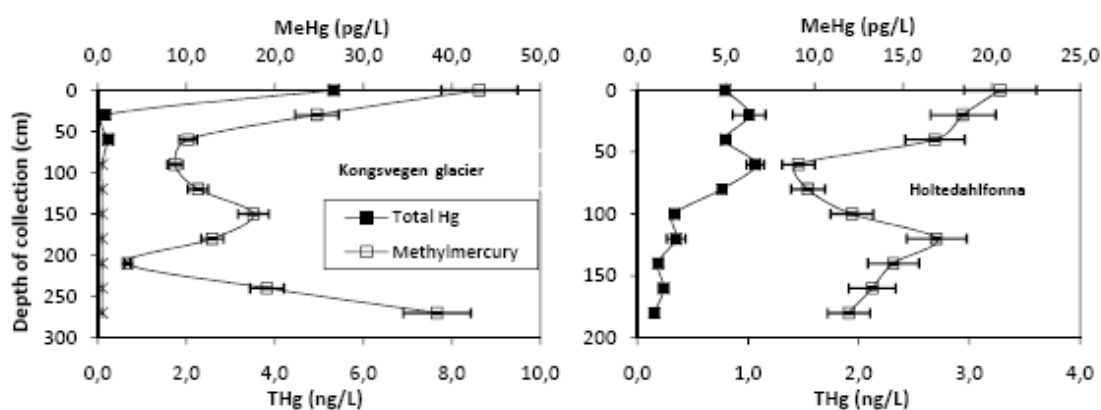 MeHg (pg/L)
0,0 10,0 20,0 30,0 40,0 50,0
0
50
100
150
200
250
300
Depth of collection (cm)
Kongsvegen glacier
Total Hg
Methylmercury
0,0 2,0 4,0 6,0 8,0 10,0
THg (ng/L)
MeHg (pg/L)
0,0 5,0 10,0 15,0 20,0 25,0
0
50
100
150
200
Holtedahlfonna
0,0 1,0 2,0 3,0 4,0
THg (ng/L)